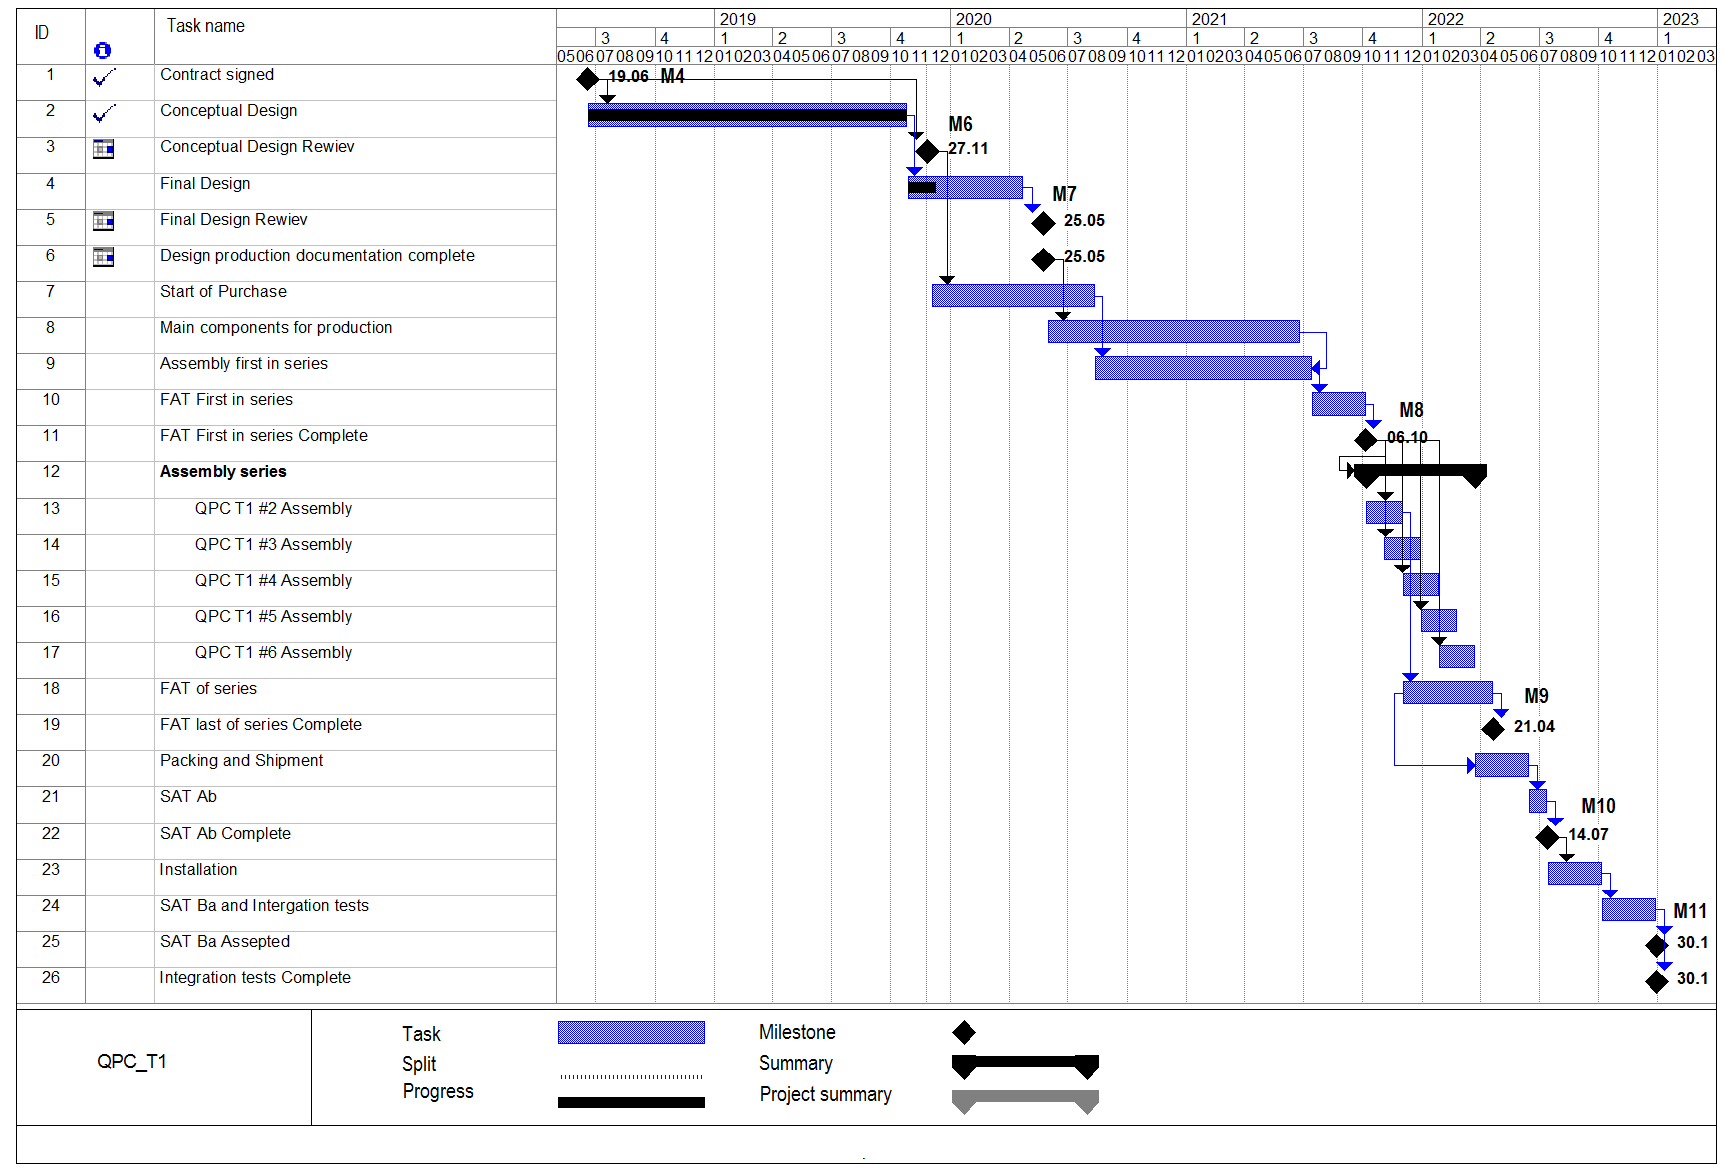 ID
Task name
2019 2020 2021 2022 2023
3 4 1 2 3 4 1 2 3 4 1 2 3 4 1 2 3 4 1
05 06 07 08 09 10 11 12 01 02 03 04 05 06 07 08 09 10 11 12 01 02 03 04 05 06 07 08 09 10 11 12 01 02 03 04 05 06 07 08 09 10 11 12 01 02 03 04 05 06 07 08 09 10 11 12 01 02 03
1 Contract signed 19.06 M4
2 Conceptual Design
M6
3 Conceptual Design Rewiev 27.11
4 Final Design
M7
5 Final Design Rewiev 25.05
6 Design production documentation complete 25.05
7 Start of Purchase
8 Main components for production
9 Assembly first in series
10 FAT First in series
M8
11 FAT First in series Complete 06.10
12 Assembly series
13 QPC T1 #2 Assembly
14 QPC T1 #3 Assembly
15 QPC T1 #4 Assembly
16 QPC T1 #5 Assembly
17 QPC T1 #6 Assembly
18 FAT of series
M9
19 FAT last of series Complete 21.04
20 Packing and Shipment
21 SAT Ab
M10
22 SAT Ab Complete 14.07
23 Installation
24 SAT Ba and Intergation tests
M11
25 SAT Ba Assepted 30.1
26 Integration tests Complete 30.1
QPC_T1
Task
Split
Progress
Milestone
Summary
Project summary